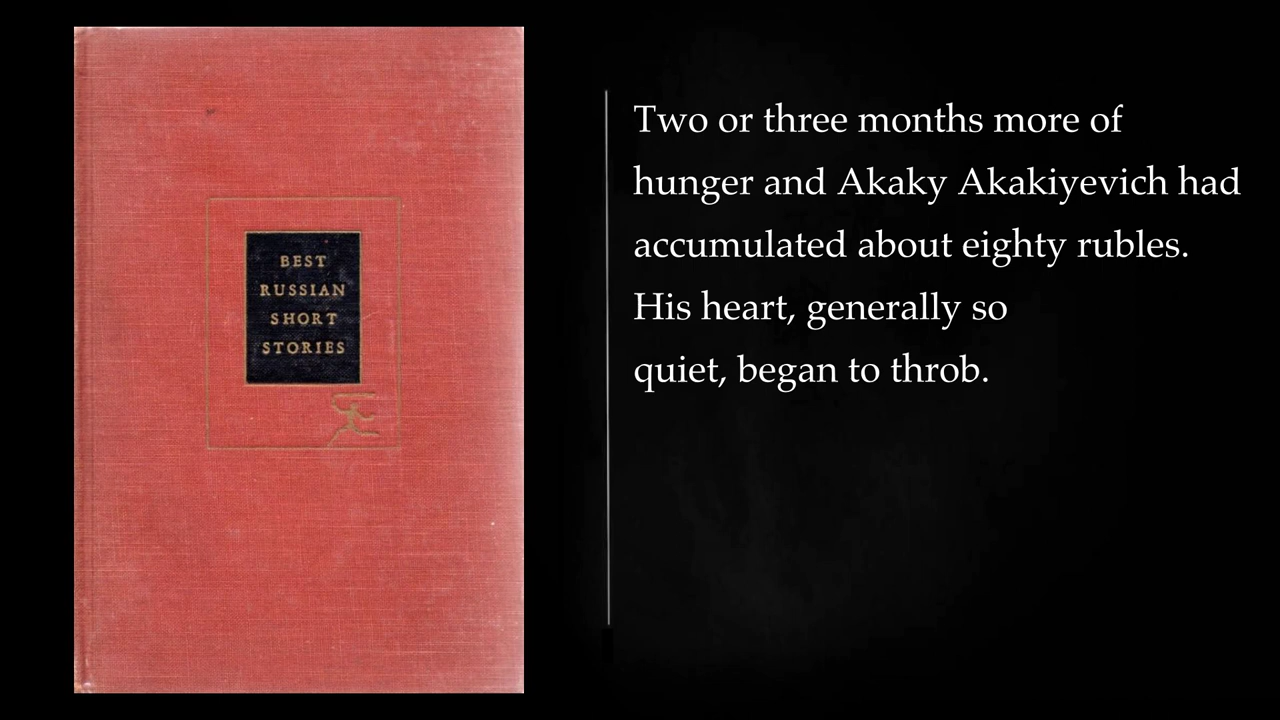 BEST
RUSSIAN
SHORT
STORIES
Two or three months more of
hunger and Akaky Akakiyevich had
accumulated about eighty rubles.
His heart, generally so
quiet, began to throb.